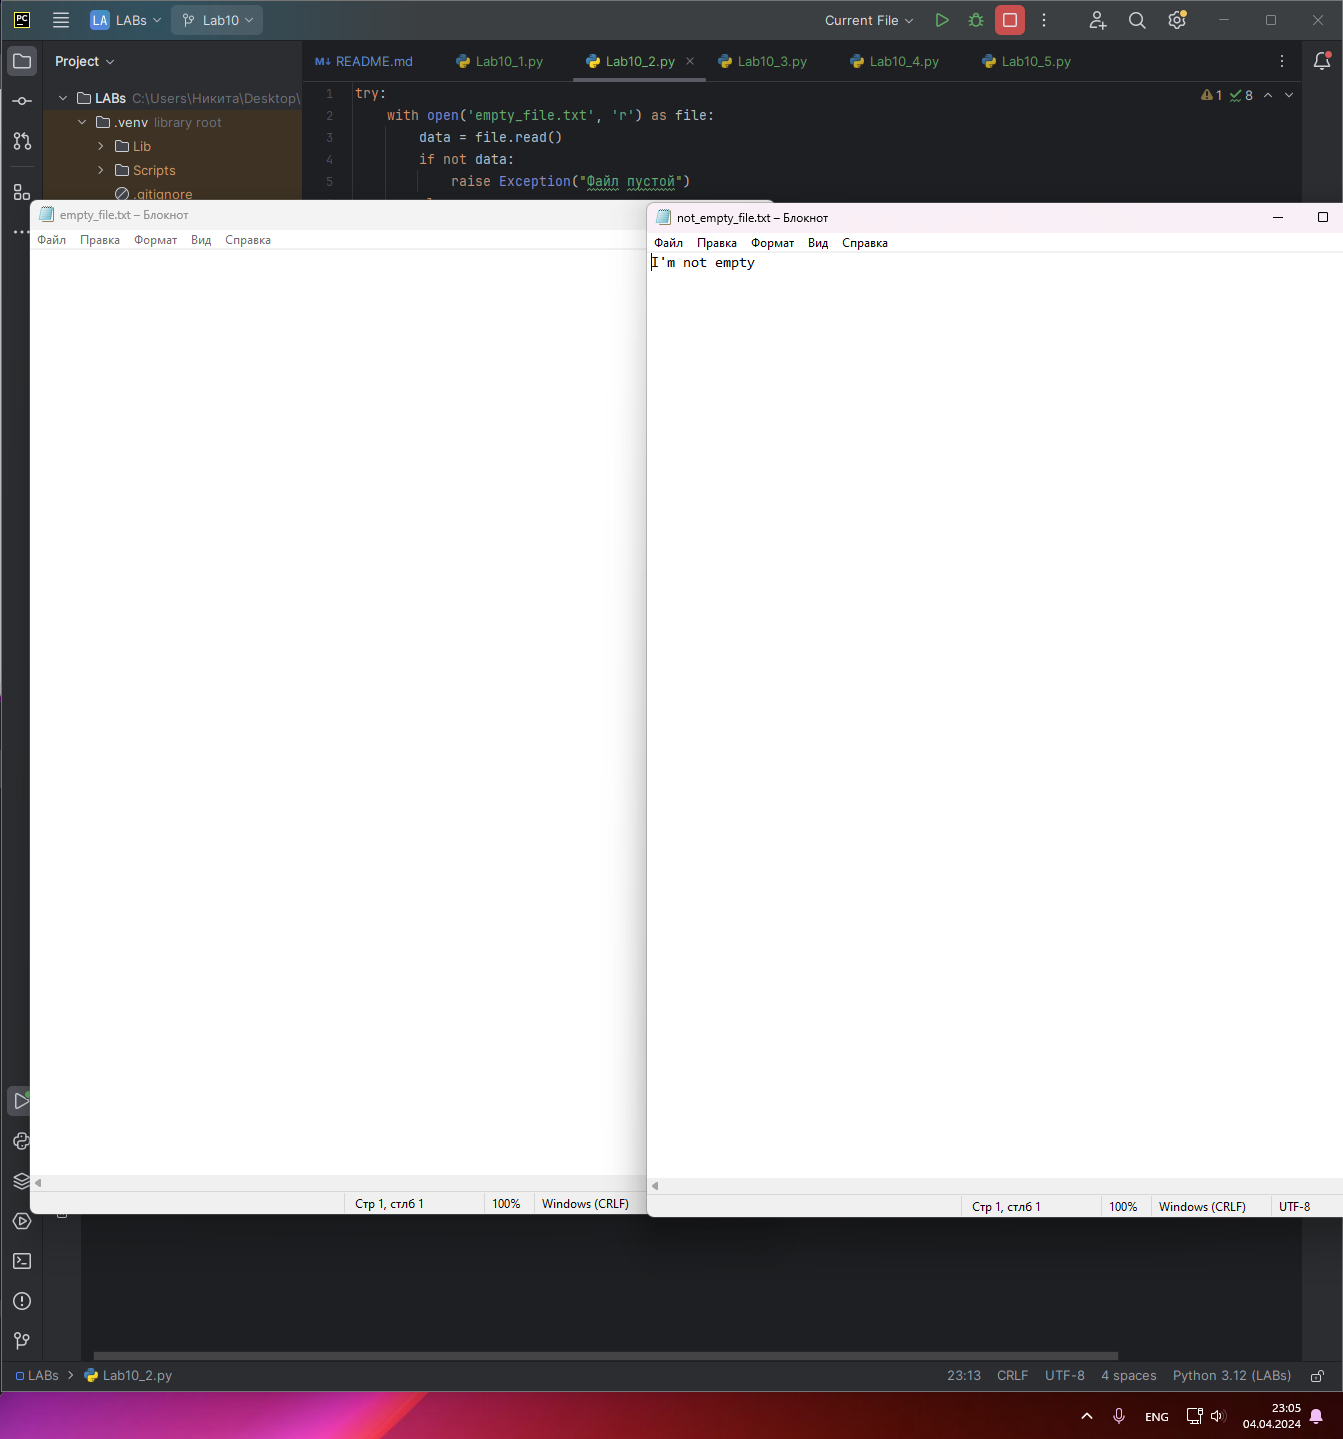 PC
LA LABs
Lab10
Current File
Project
README.md
Lab10_1.py
Lab10_2.py
Lab10_3.py
Lab10_4.py
Lab10_5.py
LABs C:\Users\Никита\Desktop\
.venv library root
Lib
Scripts
.gitignore
1 try:
2 with open('empty_file.txt', 'r') as file:
3 data = file.read()
4 if not data:
5 raise Exception("Файл пустой")
1 8
empty_file.txt – Блокнот
Файл Правка Формат Вид Справка
Стр 1, стлб 1 100% Windows (CRLF)
not_empty_file.txt – Блокнот
Файл Правка Формат Вид Справка
I'm not empty
Стр 1, стлб 1 100% Windows (CRLF) UTF-8
LABs > Lab10_2.py
23:13 CRLF UTF-8 4 spaces Python 3.12 (LABs)
ENG
23:05
04.04.2024